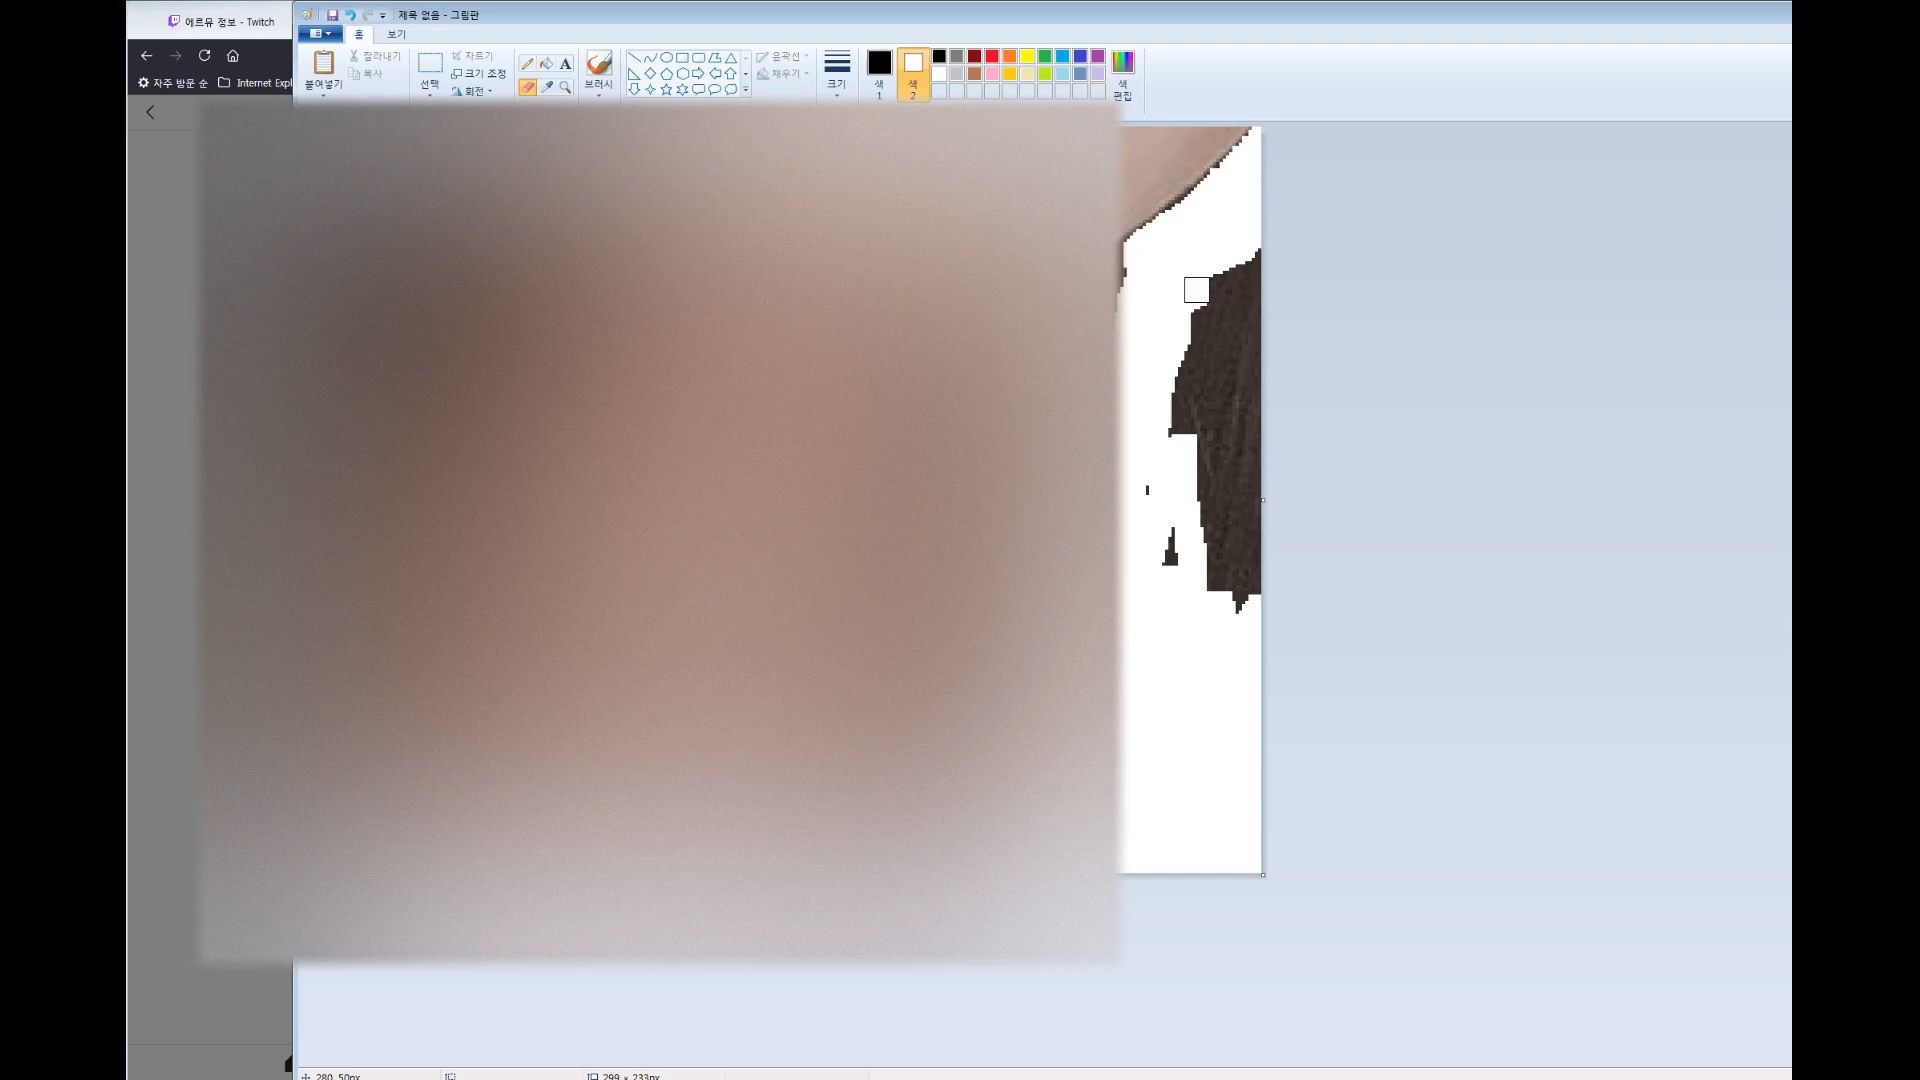 에르뮤 정보 - Twitch
제목 없음 - 그림판
홈 보기
자주 방문 순 Internet Expl
붙여넣기
잘라내기
복사
선택
자르기
크기 조정
회전
A
브러시
윤곽선
채우기
크기
색
1
색
2
색
편집
280, 50px
299 × 233px